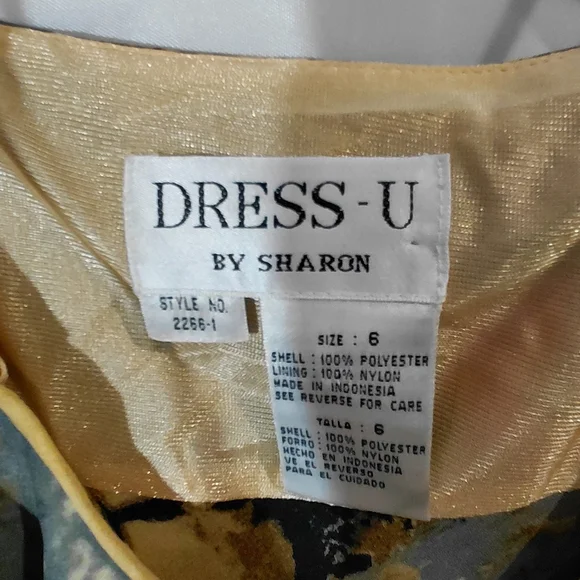 DRESS-U
BY SHARON
STYLE NO.
2266-1
SIZE : 6
SHELL : 100% POLYESTER
LINING : 100% NYLON
MADE IN INDONESIA
SEE REVERSE FOR CARE
TALLA : 6
SHELL : 100% POLYESTER
FORRO : 100% NYLON
HECHO EN INDONESIA
VE EL REVERSO
PARA EL CUIDADO